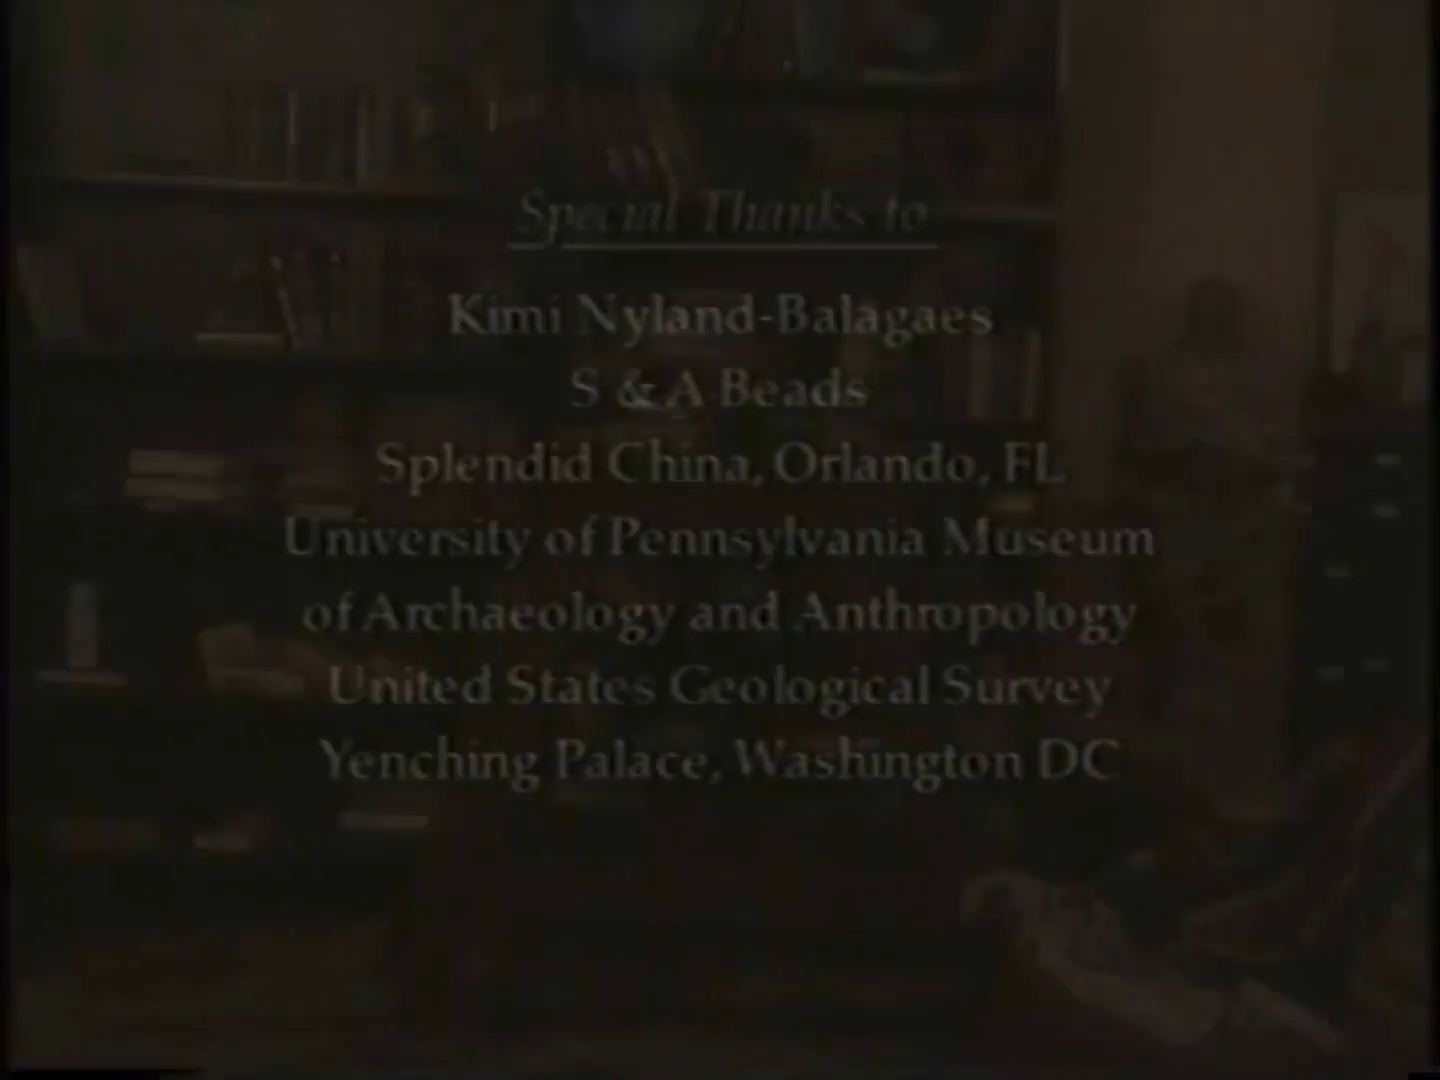 Special Thanks to
Kimi Nyland-Balagaes
S & A Beads
Splendid China, Orlando, FL
University of Pennsylvania Museum
of Archaeology and Anthropology
United States Geological Survey
Yenching Palace, Washington DC